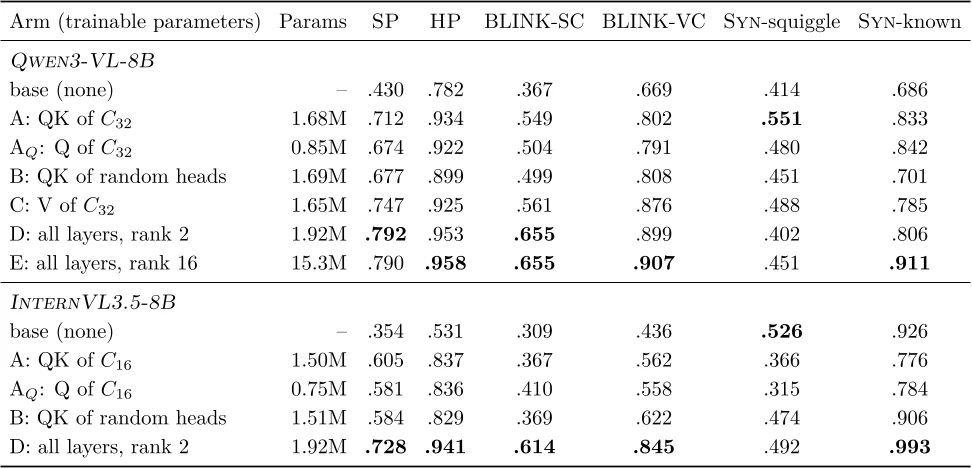 Arm (trainable parameters) Params SP HP BLINK-SC BLINK-VC SYN-squiggle SYN-known
QWEN3-VL-8B
base (none) – .430 .782 .367 .669 .414 .686
A: QK of C32 1.68M .712 .934 .549 .802 .551 .833
AQ: Q of C32 0.85M .674 .922 .504 .791 .480 .842
B: QK of random heads 1.69M .677 .899 .499 .808 .451 .701
C: V of C32 1.65M .747 .925 .561 .876 .488 .785
D: all layers, rank 2 1.92M .792 .953 .655 .899 .402 .806
E: all layers, rank 16 15.3M .790 .958 .655 .907 .451 .911
INTERNVL3.5-8B
base (none) – .354 .531 .309 .436 .526 .926
A: QK of C16 1.50M .605 .837 .367 .562 .366 .776
AQ: Q of C16 0.75M .581 .836 .410 .558 .315 .784
B: QK of random heads 1.51M .584 .829 .369 .622 .474 .906
D: all layers, rank 2 1.92M .728 .941 .614 .845 .492 .993